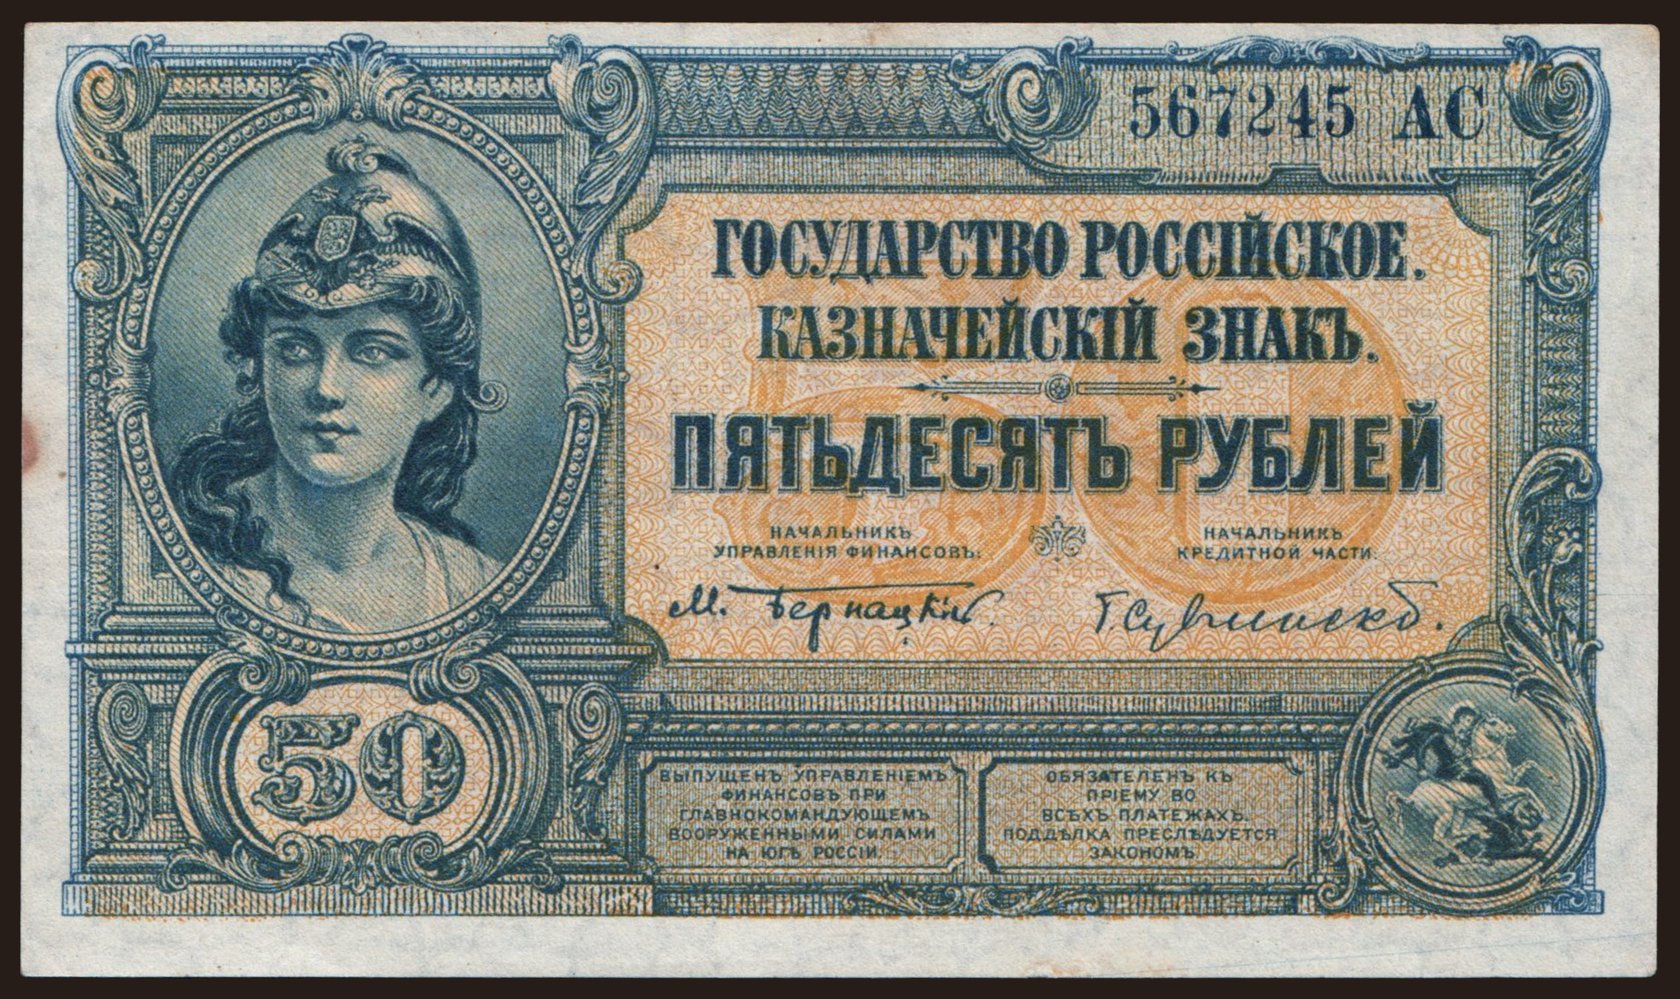 567245 АС
ГОСУДАРСТВО РОССІЙСКОЕ.
КАЗНАЧЕЙСКІЙ ЗНАКЪ.
ПЯТЬДЕСЯТЪ РУБЛЕЙ
НАЧАЛЬНИКЪ
УПРАВЛЕНІЯ ФИНАНСОВЪ:
НАЧАЛЬНИКЪ
КРЕДИТНОЙ ЧАСТИ:
М. Бернацкій.
50
ВЫПУЩЕНЪ УПРАВЛЕНІЕМЪ
ФИНАНСОВЪ ПРИ
ГЛАВНОКОМАНДУЮЩЕМЪ
ВООРУЖЕННЫМИ СИЛАМИ
НА ЮГѢ РОССІИ.
ОБЯЗАТЕЛЕНЪ КЪ
ПРІЕМУ ВО
ВСѢХЪ ПЛАТЕЖАХЪ.
ПОДДѢЛКА ПРЕСЛѢДУЕТСЯ
ЗАКОНОМЪ